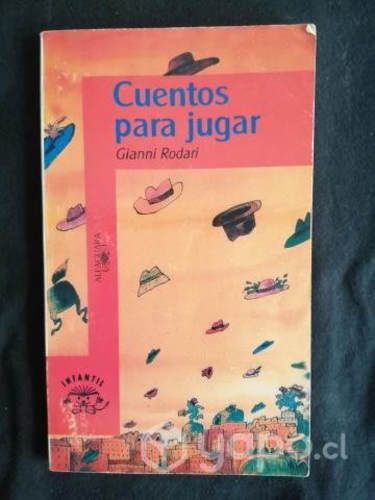 Cuentos
para jugar
Gianni Rodari
ALFAGUARA
INFANTIL
yapo.cl